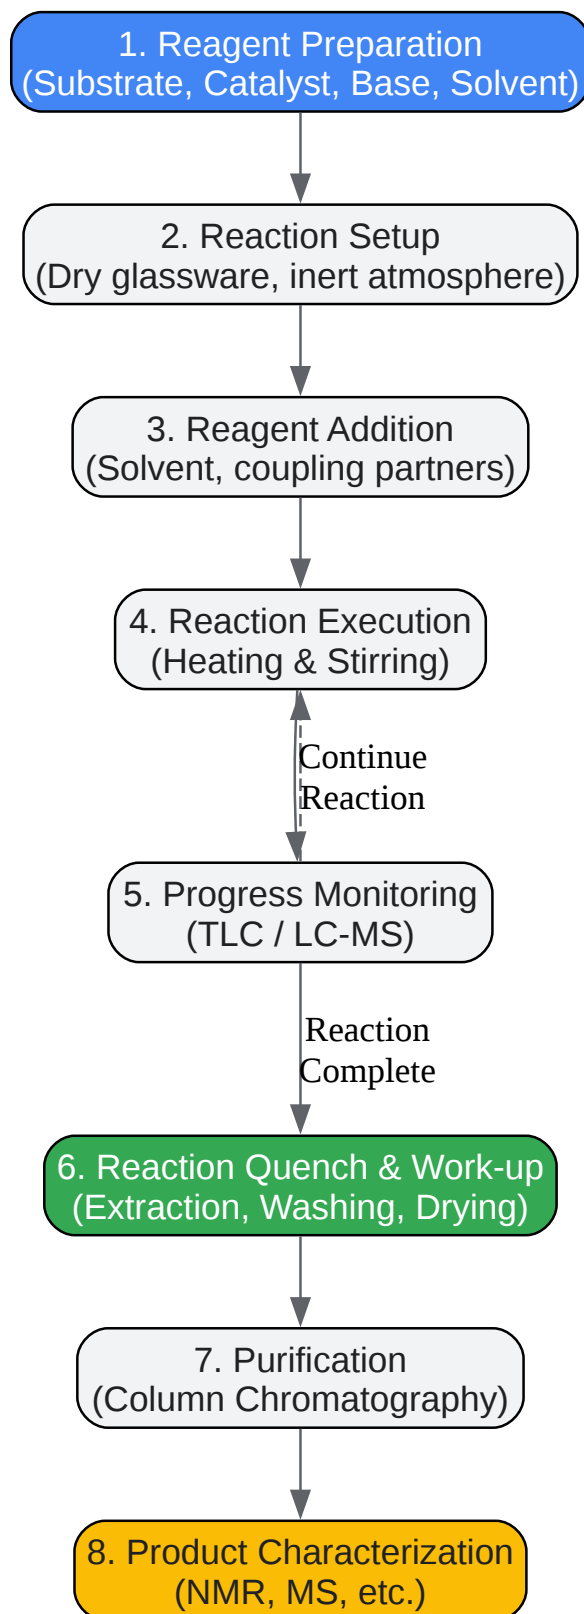 1. Reagent Preparation
(Substrate, Catalyst, Base, Solvent)
2. Reaction Setup
(Dry glassware, inert atmosphere)
3. Reagent Addition
(Solvent, coupling partners)
4. Reaction Execution
(Heating & Stirring)
Continue
Reaction
5. Progress Monitoring
(TLC / LC-MS)
Reaction
Complete
6. Reaction Quench & Work-up
(Extraction, Washing, Drying)
7. Purification
(Column Chromatography)
8. Product Characterization
(NMR, MS, etc.)